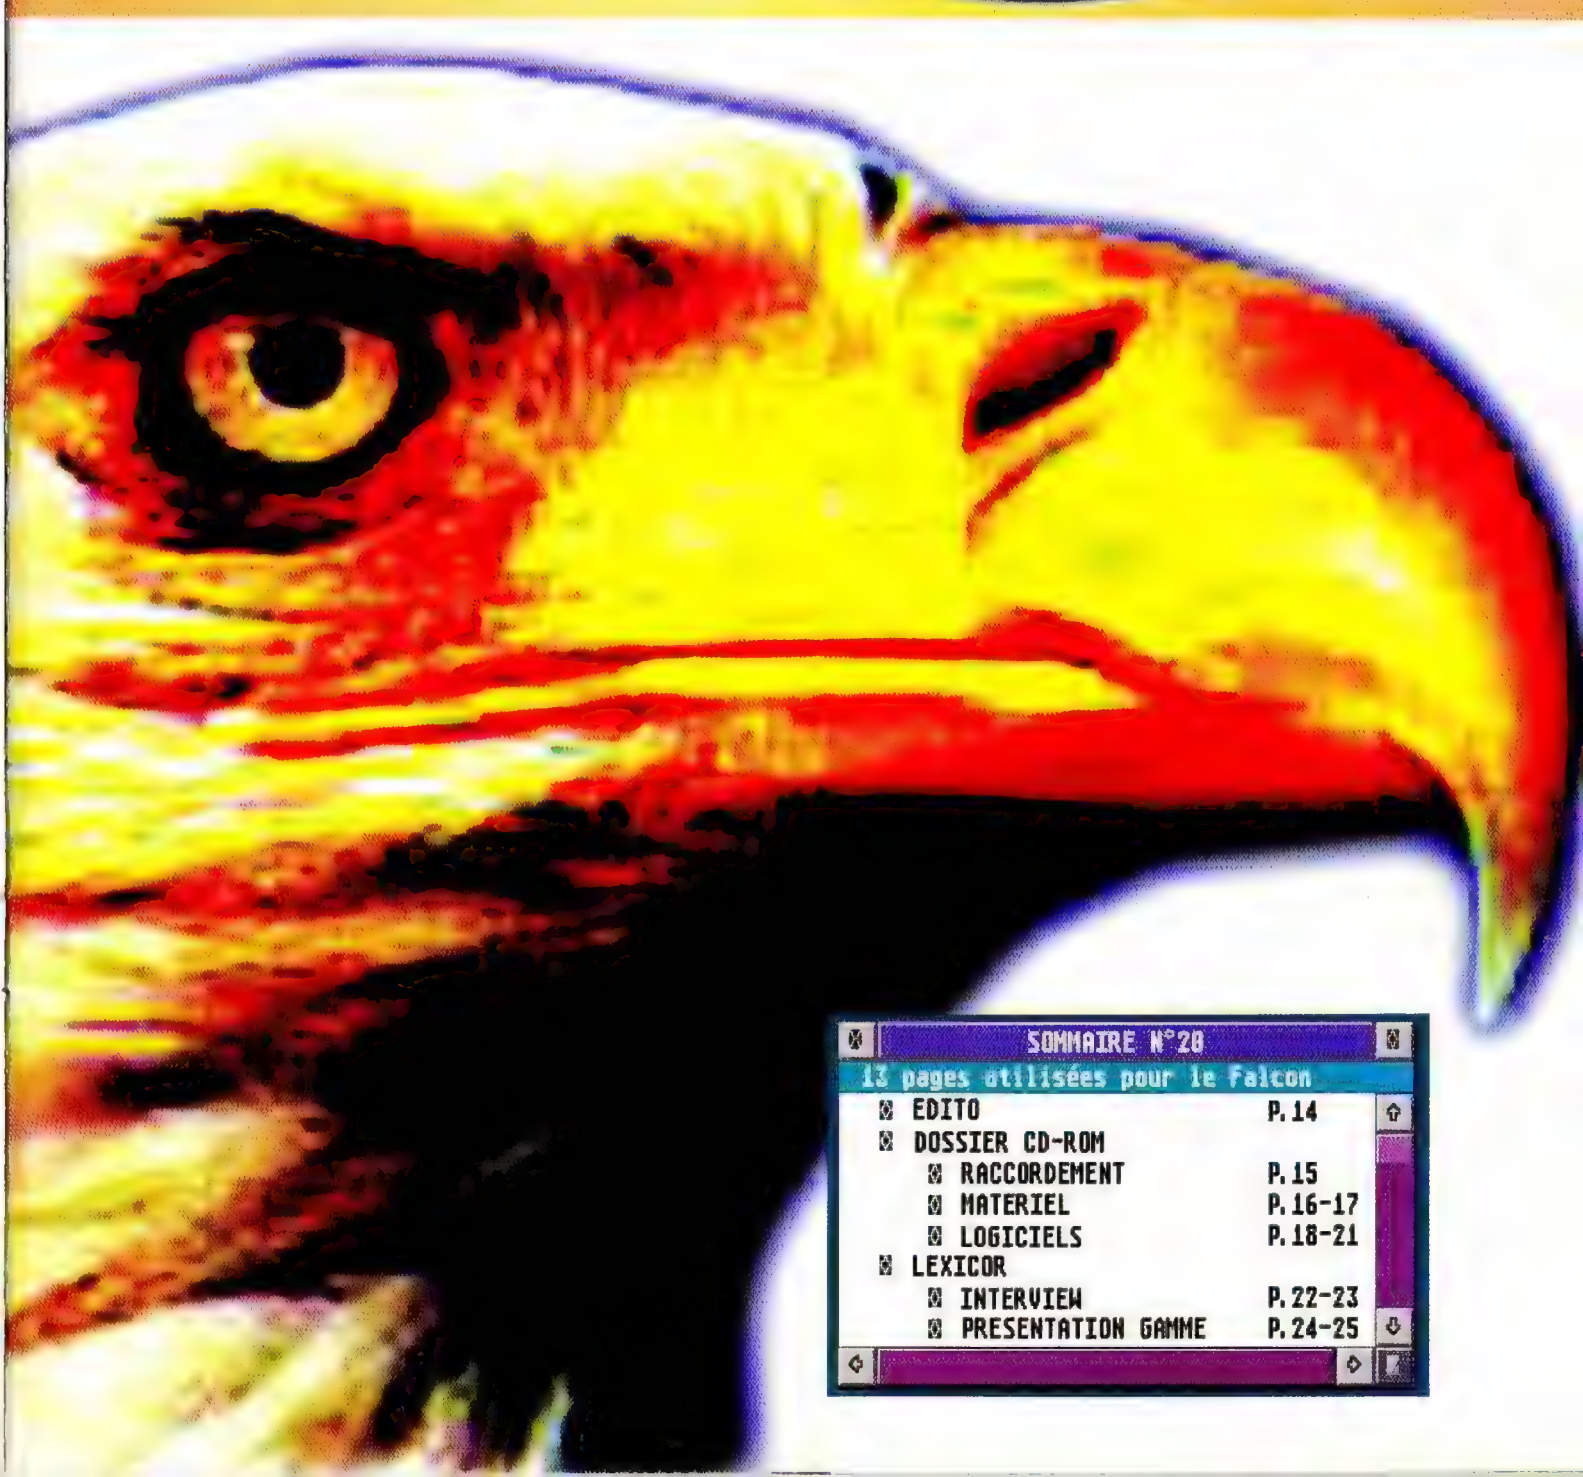 SOMMAIRE N°20
13 pages utilisées pour le Falcon
EDITO P.14
DOSSIER CD-ROM
RACCORDEMENT P.15
MATERIEL P.16-17
LOGICIELS P.18-21
LEXICOR
INTERVIEW P.22-23
PRESENTATION GAMME P.24-25